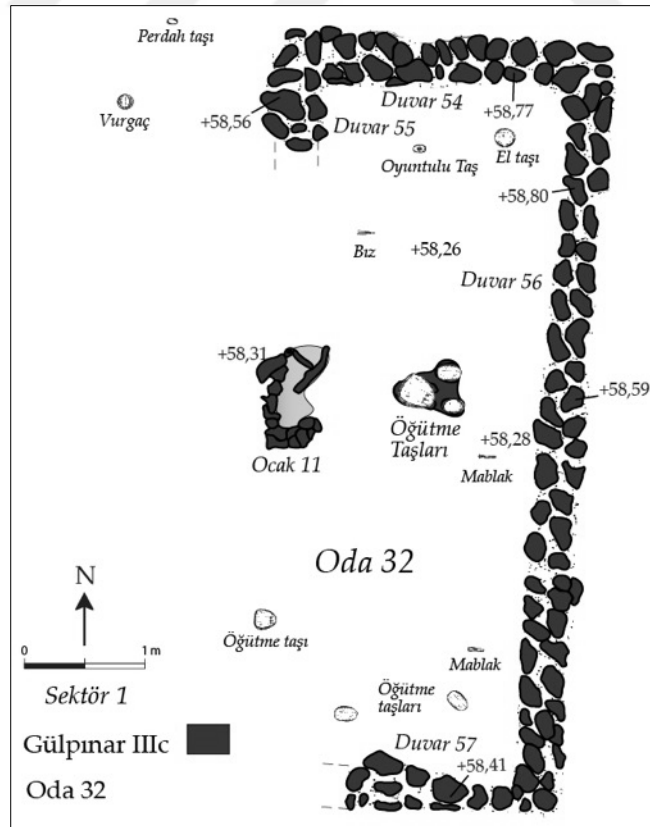 Perdah taşı
Vurgaç
+58,56
Duvar 54
+58,77
Duvar 55
Oyuntulu Taş
El taşı
+58,80
Bız
+58,26
Duvar 56
+58,31
+58,59
Öğütme
Taşları
+58,28
Ocak 11
Mablak
Oda 32
N
Öğütme taşı
0 1 m
Mablak
Sektör 1
Öğütme
taşları
Gülpınar IIIc
Duvar 57
+58,41
Oda 32